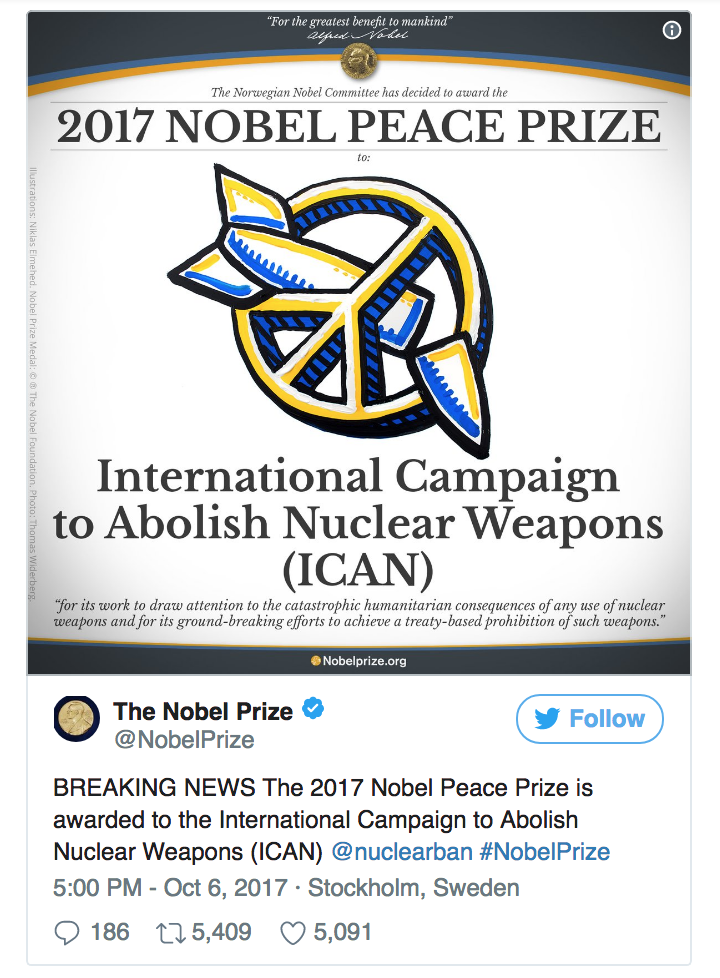 “For the greatest benefit to mankind”
Alfred Nobel
The Norwegian Nobel Committee has decided to award the
2017 NOBEL PEACE PRIZE
to:
International Campaign
to Abolish Nuclear Weapons
(ICAN)
“for its work to draw attention to the catastrophic humanitarian consequences of any use of nuclear
weapons and for its ground-breaking efforts to achieve a treaty-based prohibition of such weapons.”
Nobelprize.org
Illustrations: Niklas Elmehed. Nobel Prize Medal: © ® The Nobel Foundation. Photo: Thomas Widerberg.
The Nobel Prize
@NobelPrize
Follow
BREAKING NEWS The 2017 Nobel Peace Prize is
awarded to the International Campaign to Abolish
Nuclear Weapons (ICAN) @nuclearban #NobelPrize
5:00 PM - Oct 6, 2017 · Stockholm, Sweden
186 5,409 5,091